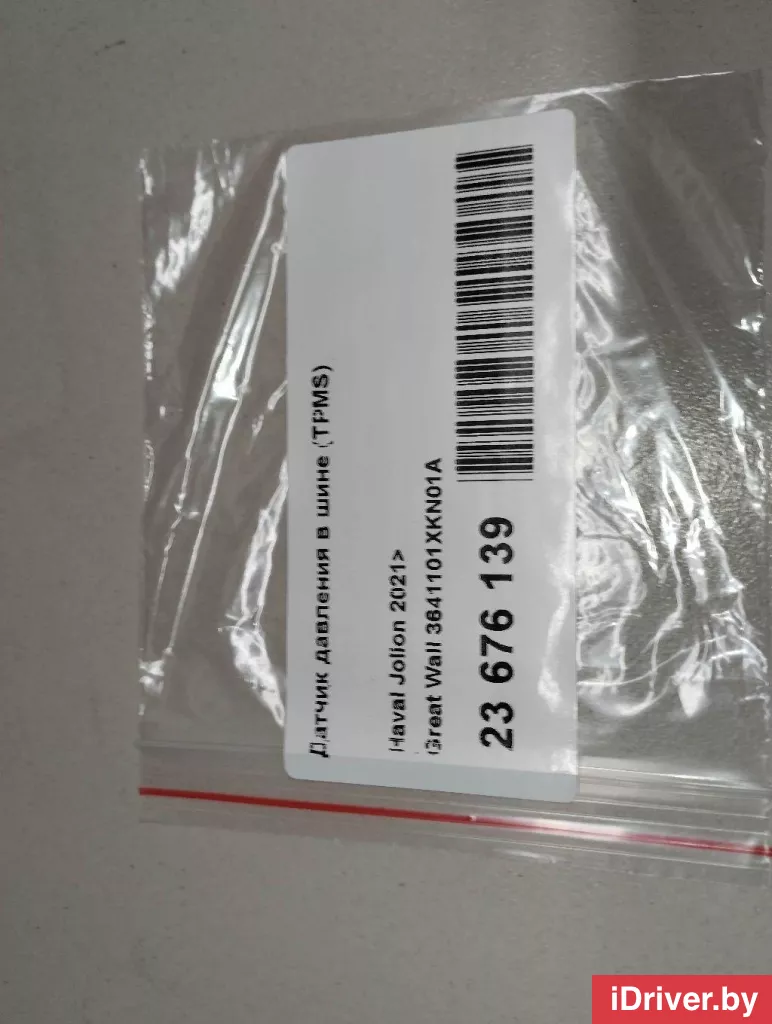 Датчик давления в шине (TPMS)
Haval Jolion 2021>
Great Wall 3641101XKN01A
23 676 139
iDriver.by